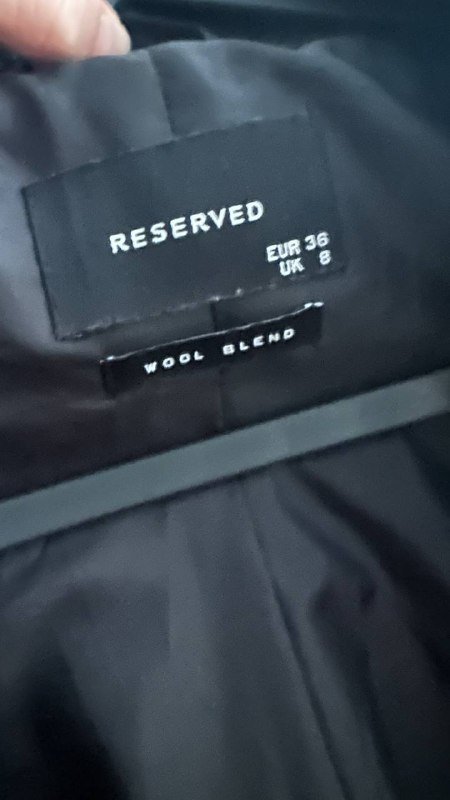 RESERVED
EUR 36
UK 8
WOOL BLEND